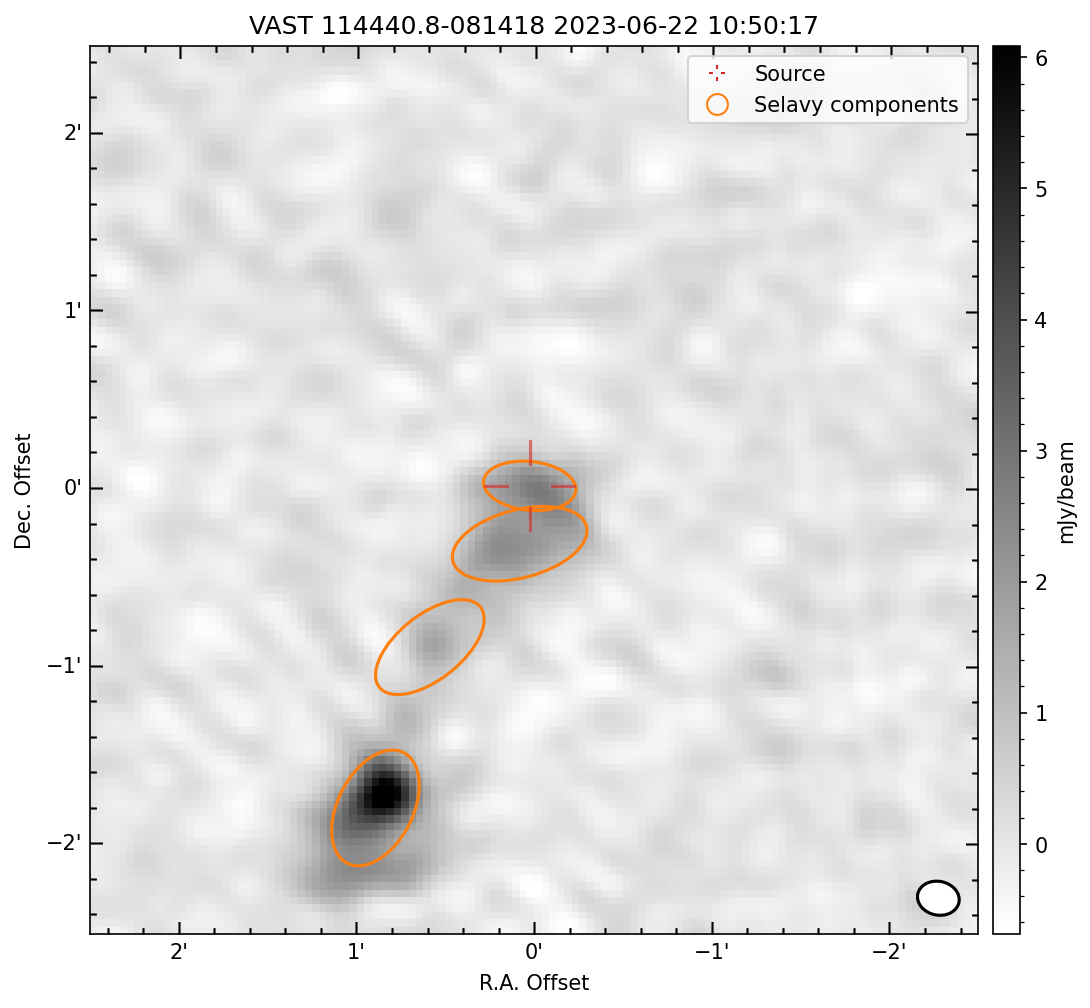 VAST 114440.8-081418 2023-06-22 10:50:17
Source
Selavy components
2'
1'
0'
−1'
−2'
Dec. Offset
2'
1'
0'
−1'
−2'
R.A. Offset
6
5
4
3
2
1
0
mJy/beam